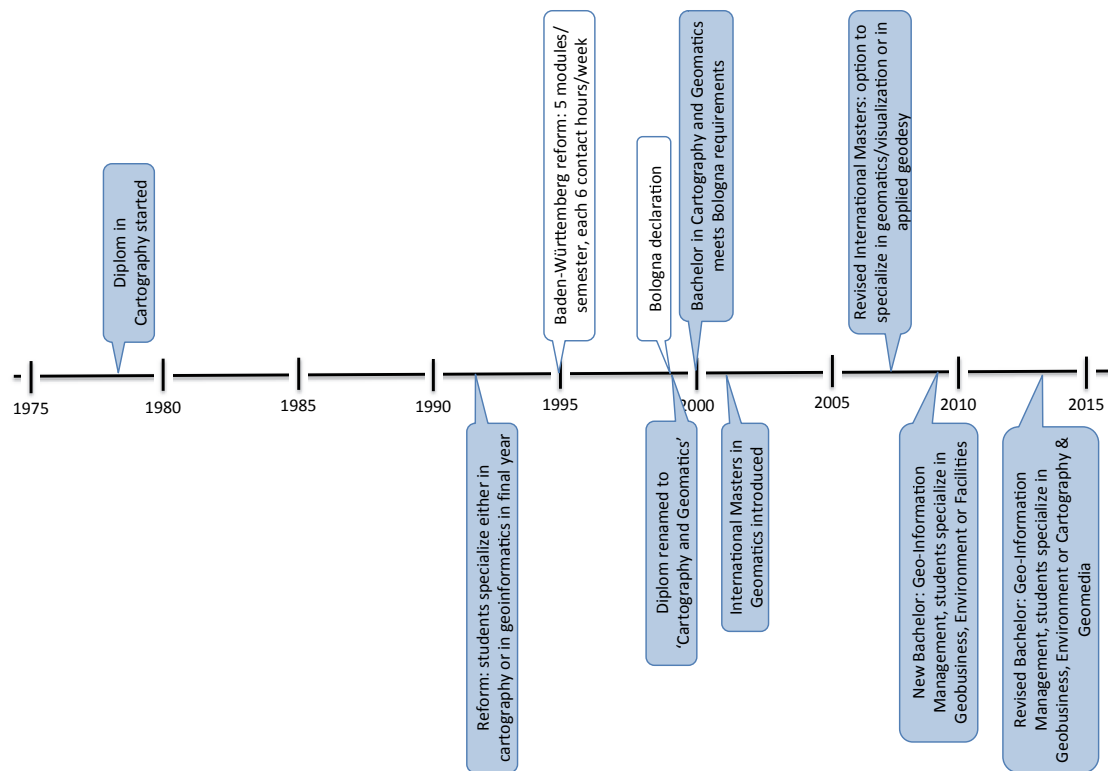 Diplom in
Cartography started
Baden-Württemberg reform: 5 modules/
semester, each 6 contact hours/week
Bologna declaration
Bachelor in Cartography and Geomatics
meets Bologna requirements
Revised International Masters: option to
specialize in geomatics/visualization or in
applied geodesy
1975
1980
1985
1990
1995
2000
2005
2010
2015
Reform: students specialize either in
cartography or in geoinformatics in final year
Diplom renamed to
‘Cartography and Geomatics’
International Masters in
Geomatics introduced
New Bachelor: Geo-Information
Management, students specialize in
Geobusiness, Environment or Facilities
Revised Bachelor: Geo-Information
Management, students specialize in
Geobusiness, Environment or Cartography &
Geomedia